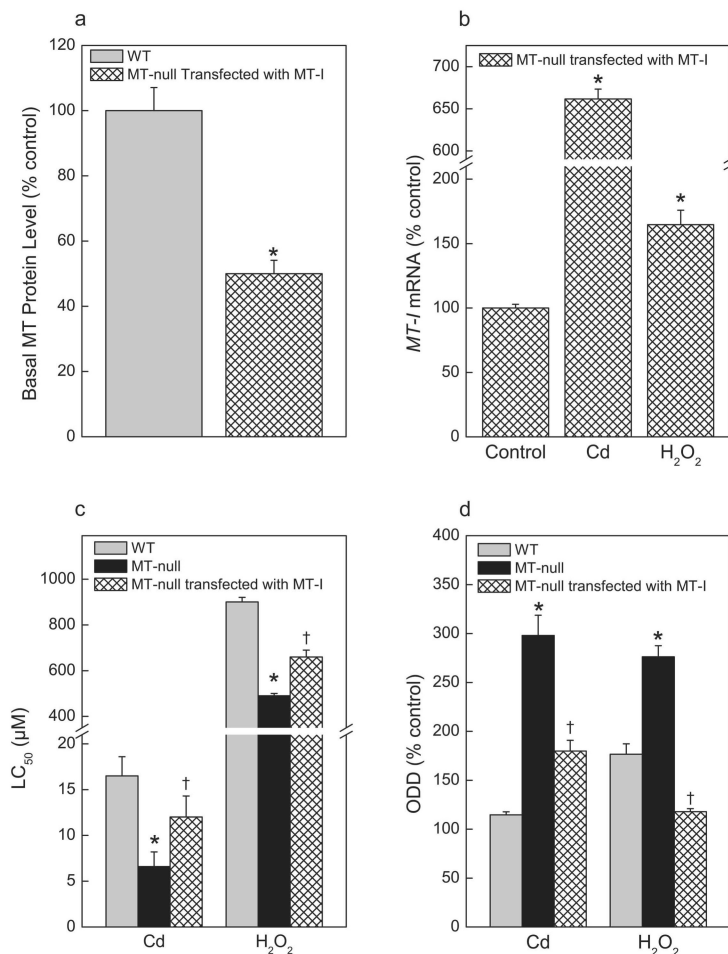 a
120
100
80
60
40
20
0
Basal MT Protein Level (% control)
WT
MT-null Transfected with MT-I
*
b
700
650
600
200
150
100
50
0
MT-I mRNA (% control)
MT-null transfected with MT-I
*
*
Control Cd H₂O₂
c
1000
800
600
400
20
15
10
5
0
LC₅₀ (µM)
WT
MT-null
MT-null transfected with MT-I
*
†
*
†
Cd H₂O₂
d
400
350
300
250
200
150
100
50
0
ODD (% control)
WT
MT-null
MT-null transfected with MT-I
*
†
*
†
Cd H₂O₂